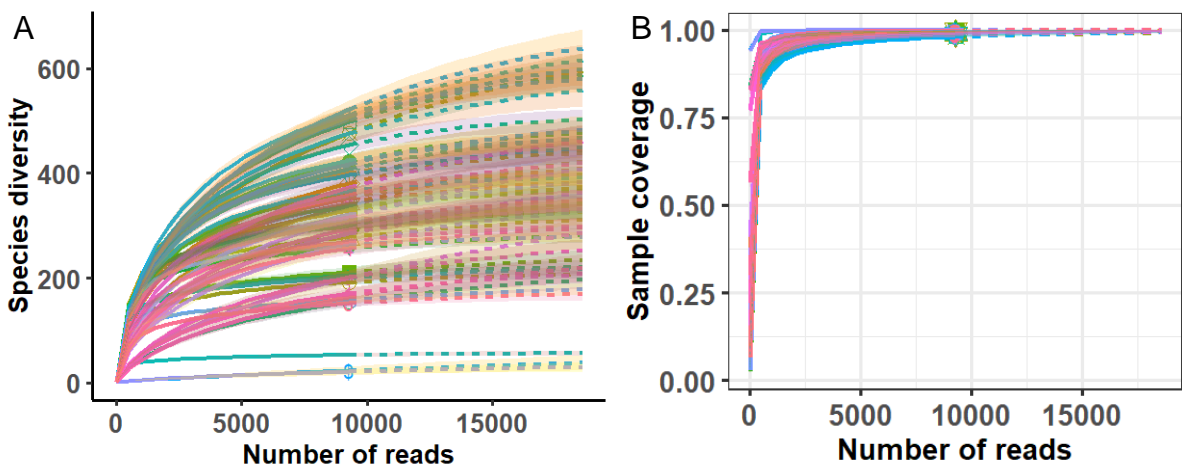 A
Species diversity
600
400
200
0
0 5000 10000 15000
Number of reads
B
Sample coverage
1.00
0.75
0.50
0.25
0.00
0 5000 10000 15000
Number of reads